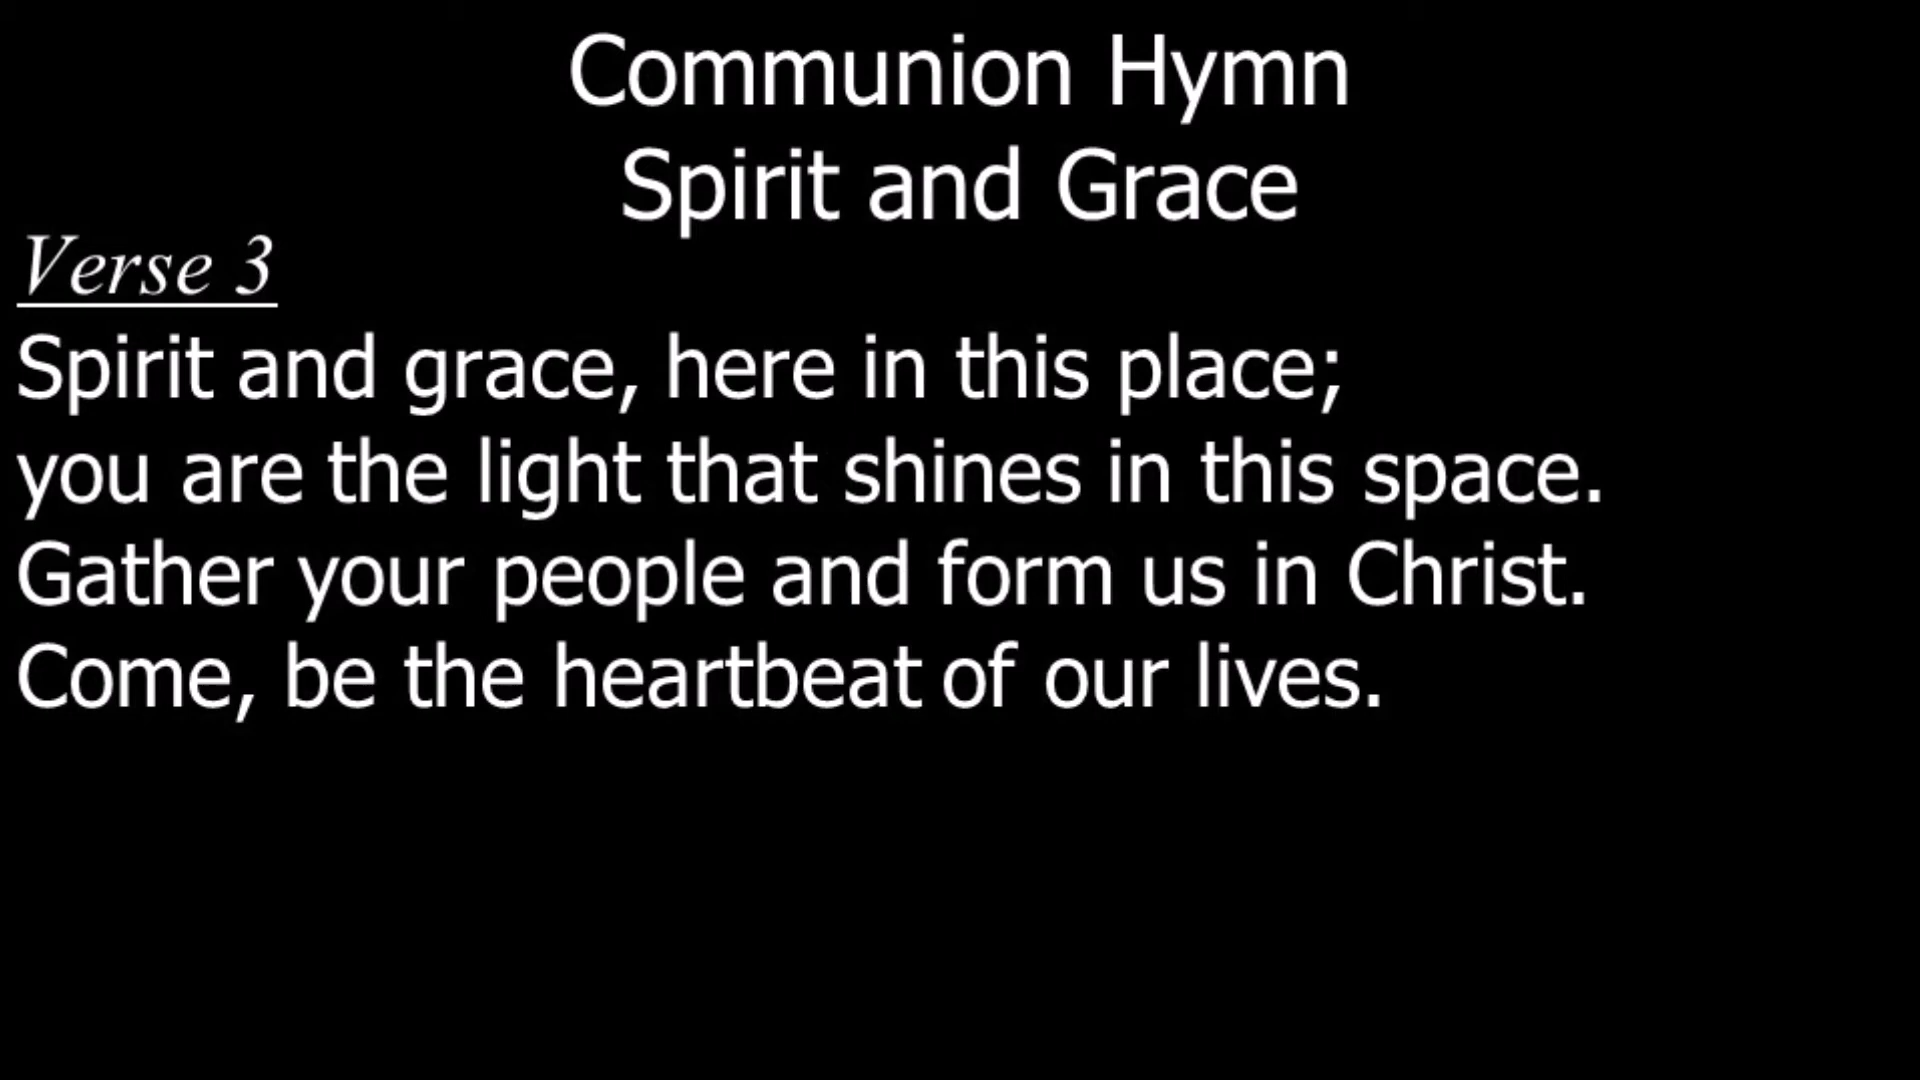 Communion Hymn
Spirit and Grace
Verse 3
Spirit and grace, here in this place;
you are the light that shines in this space.
Gather your people and form us in Christ.
Come, be the heartbeat of our lives.